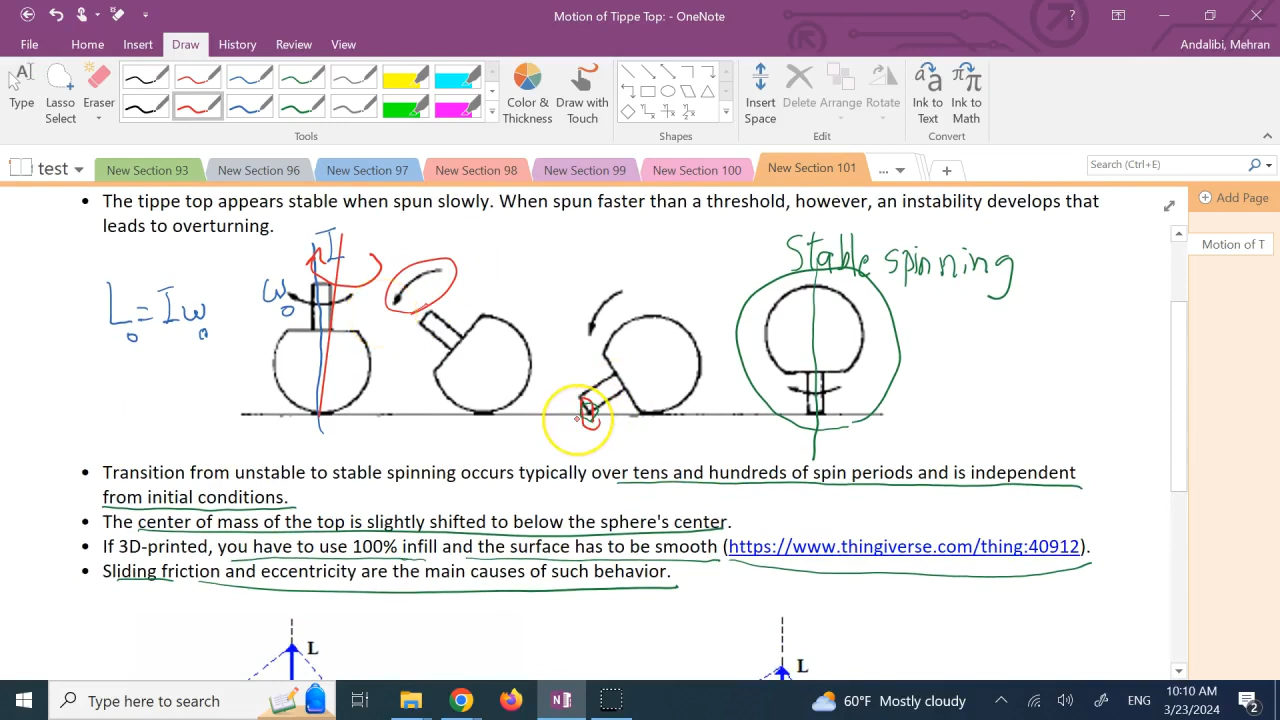 Motion of Tippe Top: - OneNote
?
Andalibi, Mehran
File Home Insert Draw History Review View
Type
Lasso Select
Eraser
Color & Thickness
Draw with Touch
Insert Space
Delete
Arrange
Rotate
Ink to Text
Ink to Math
Tools
Shapes
Edit
Convert
test
New Section 93
New Section 96
New Section 97
New Section 98
New Section 99
New Section 100
New Section 101
...
Search (Ctrl+E)
Add Page
Motion of T
• The tippe top appears stable when spun slowly. When spun faster than a threshold, however, an instability develops that
leads to overturning.
I
Stable spinning
ω₀
L₀ = Iω₀
• Transition from unstable to stable spinning occurs typically over tens and hundreds of spin periods and is independent
from initial conditions.
• The center of mass of the top is slightly shifted to below the sphere's center.
• If 3D-printed, you have to use 100% infill and the surface has to be smooth (https://www.thingiverse.com/thing:40912).
• Sliding friction and eccentricity are the main causes of such behavior.
L
L
Type here to search
60°F Mostly cloudy
ENG
10:10 AM
3/23/2024
2